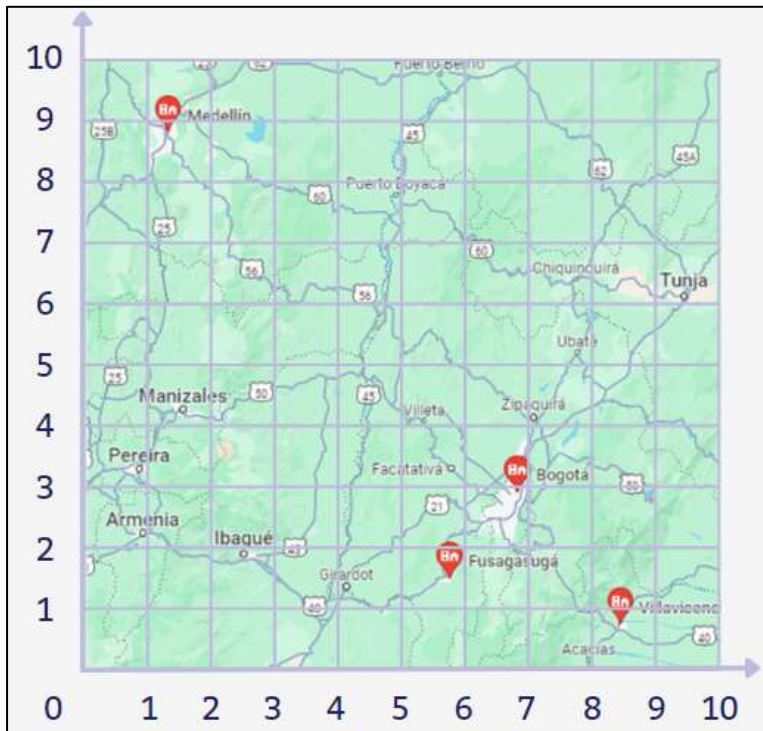 10
Puerto Berrío
9
Medellín
25B
45
45A
8
62
Puerto Boyacá
60
7
25
60
56
Chiquinquirá
Tunja
6
56
Ubaté
5
25
50
45
Manizales
Villeta
Zipaquirá
4
Pereira
Facatativá
Bogotá
3
50
21
Armenia
2
Ibagué
43
Fusagasugá
Girardot
1
40
Villavicenc
40
Acacías
0 1 2 3 4 5 6 7 8 9 10